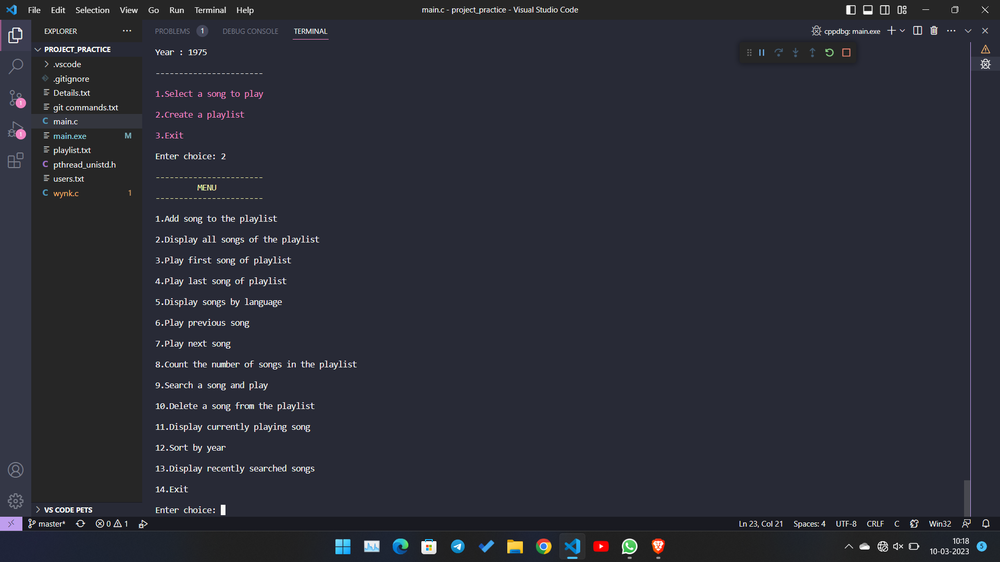 File Edit Selection View Go Run Terminal Help
main.c - project_practice - Visual Studio Code
EXPLORER
PROBLEMS 1 DEBUG CONSOLE TERMINAL
cppdbg: main.exe
PROJECT_PRACTICE
.vscode
.gitignore
Details.txt
git commands.txt
main.c
main.exe M
playlist.txt
pthread_unistd.h
users.txt
wynk.c 1
VS CODE PETS
1
1
Year : 1975
-----------------------
1.Select a song to play
2.Create a playlist
3.Exit
Enter choice: 2
-----------------------
MENU
-----------------------
1.Add song to the playlist
2.Display all songs of the playlist
3.Play first song of playlist
4.Play last song of playlist
5.Display songs by language
6.Play previous song
7.Play next song
8.Count the number of songs in the playlist
9.Search a song and play
10.Delete a song from the playlist
11.Display currently playing song
12.Sort by year
13.Display recently searched songs
14.Exit
Enter choice:
master* 0 1
Ln 23, Col 21 Spaces: 4 UTF-8 CRLF C Win32
10:18
10-03-2023
5